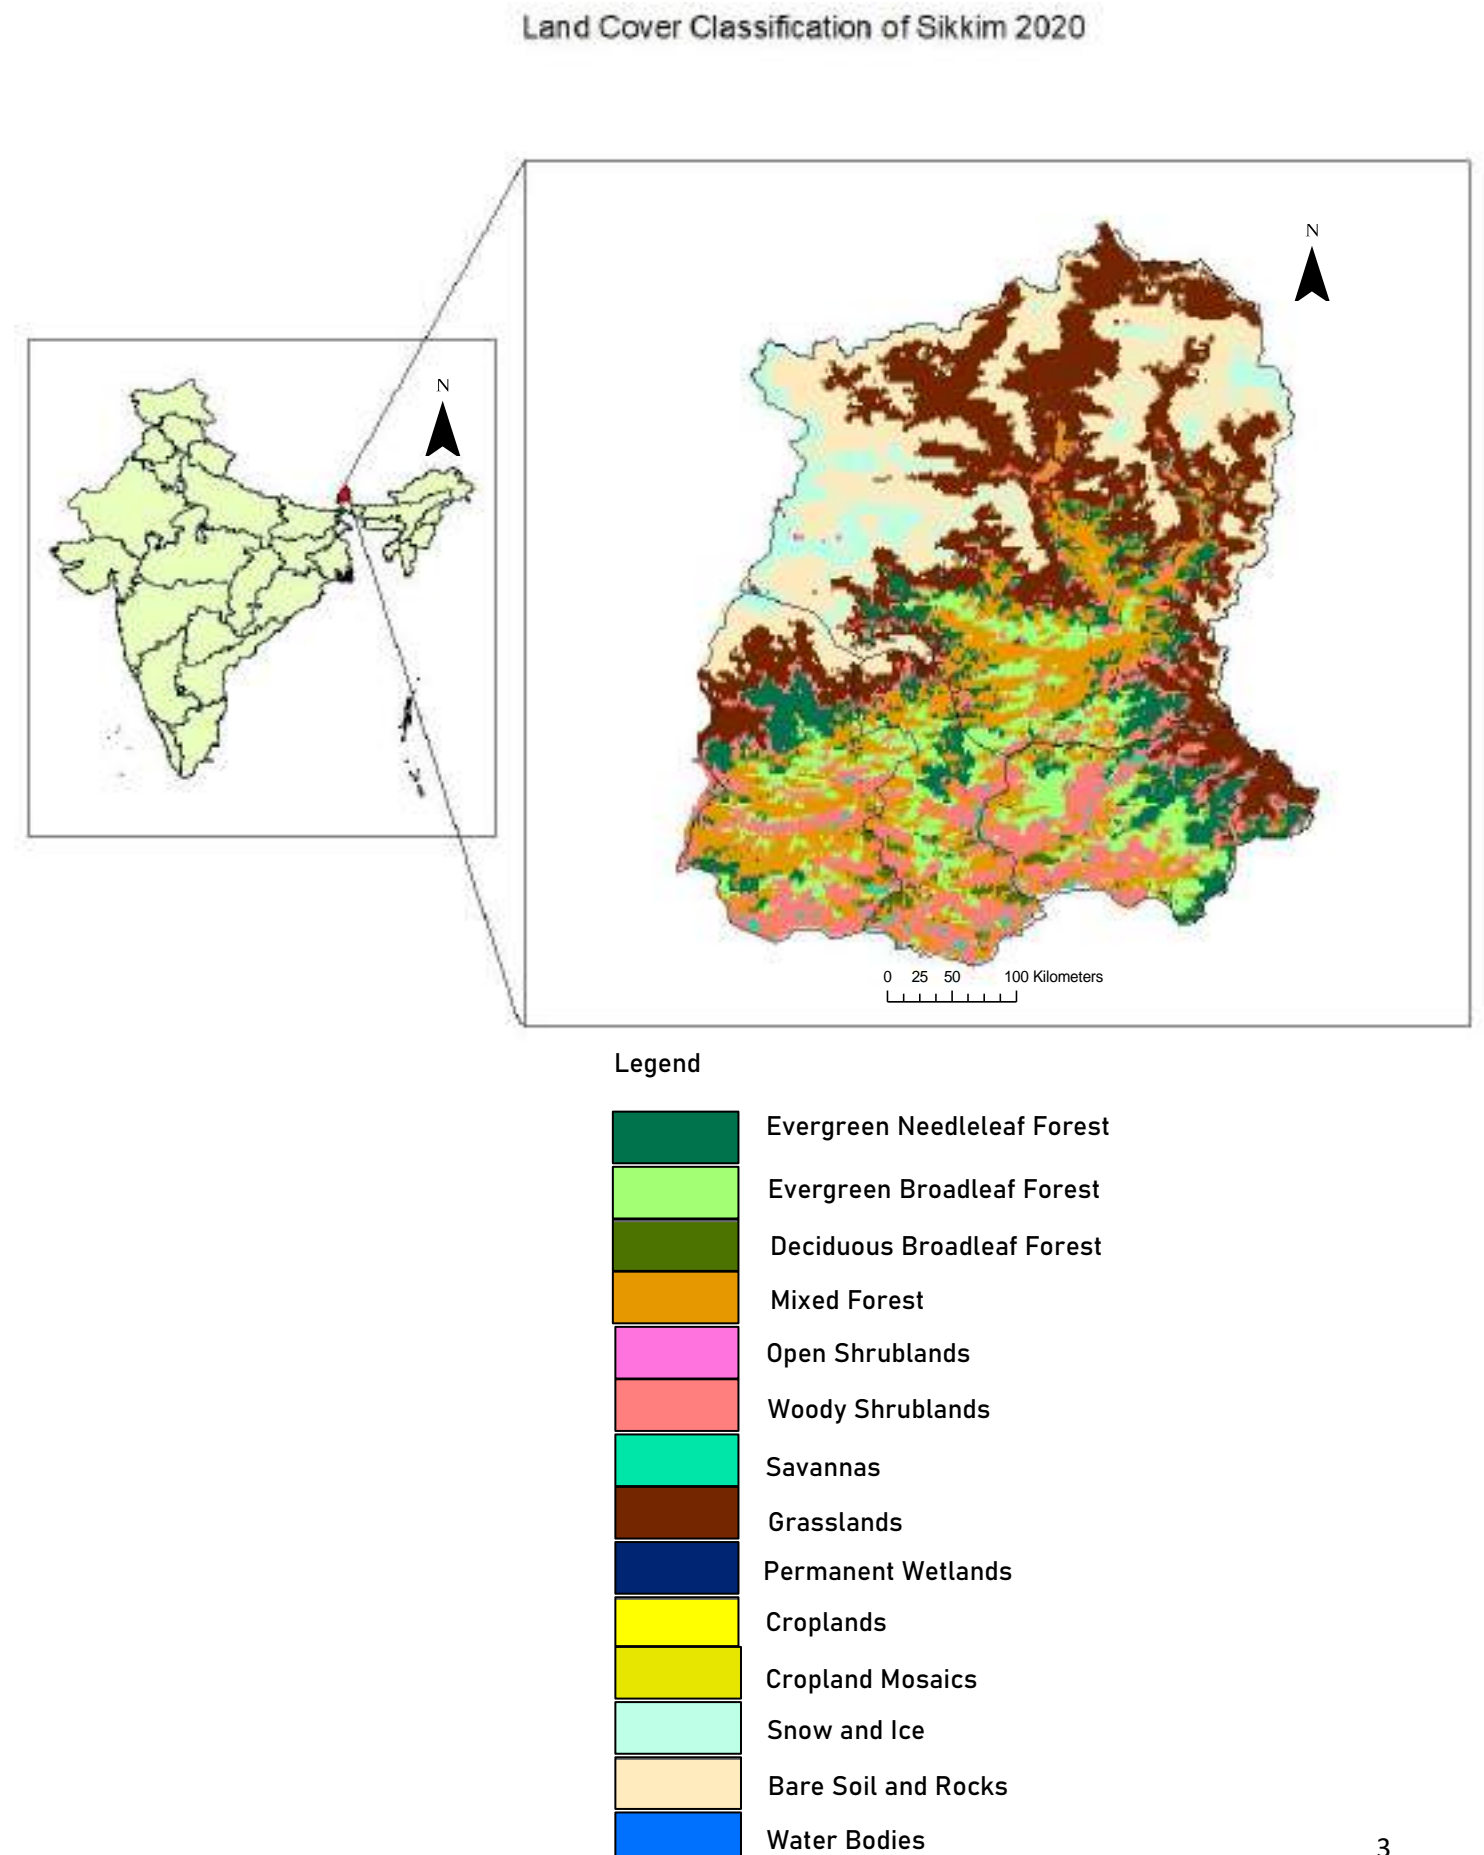 Land Cover Classification of Sikkim 2020
N
N
0 25 50 100 Kilometers
Legend
Evergreen Needleleaf Forest
Evergreen Broadleaf Forest
Deciduous Broadleaf Forest
Mixed Forest
Open Shrublands
Woody Shrublands
Savannas
Grasslands
Permanent Wetlands
Croplands
Cropland Mosaics
Snow and Ice
Bare Soil and Rocks
Water Bodies
3